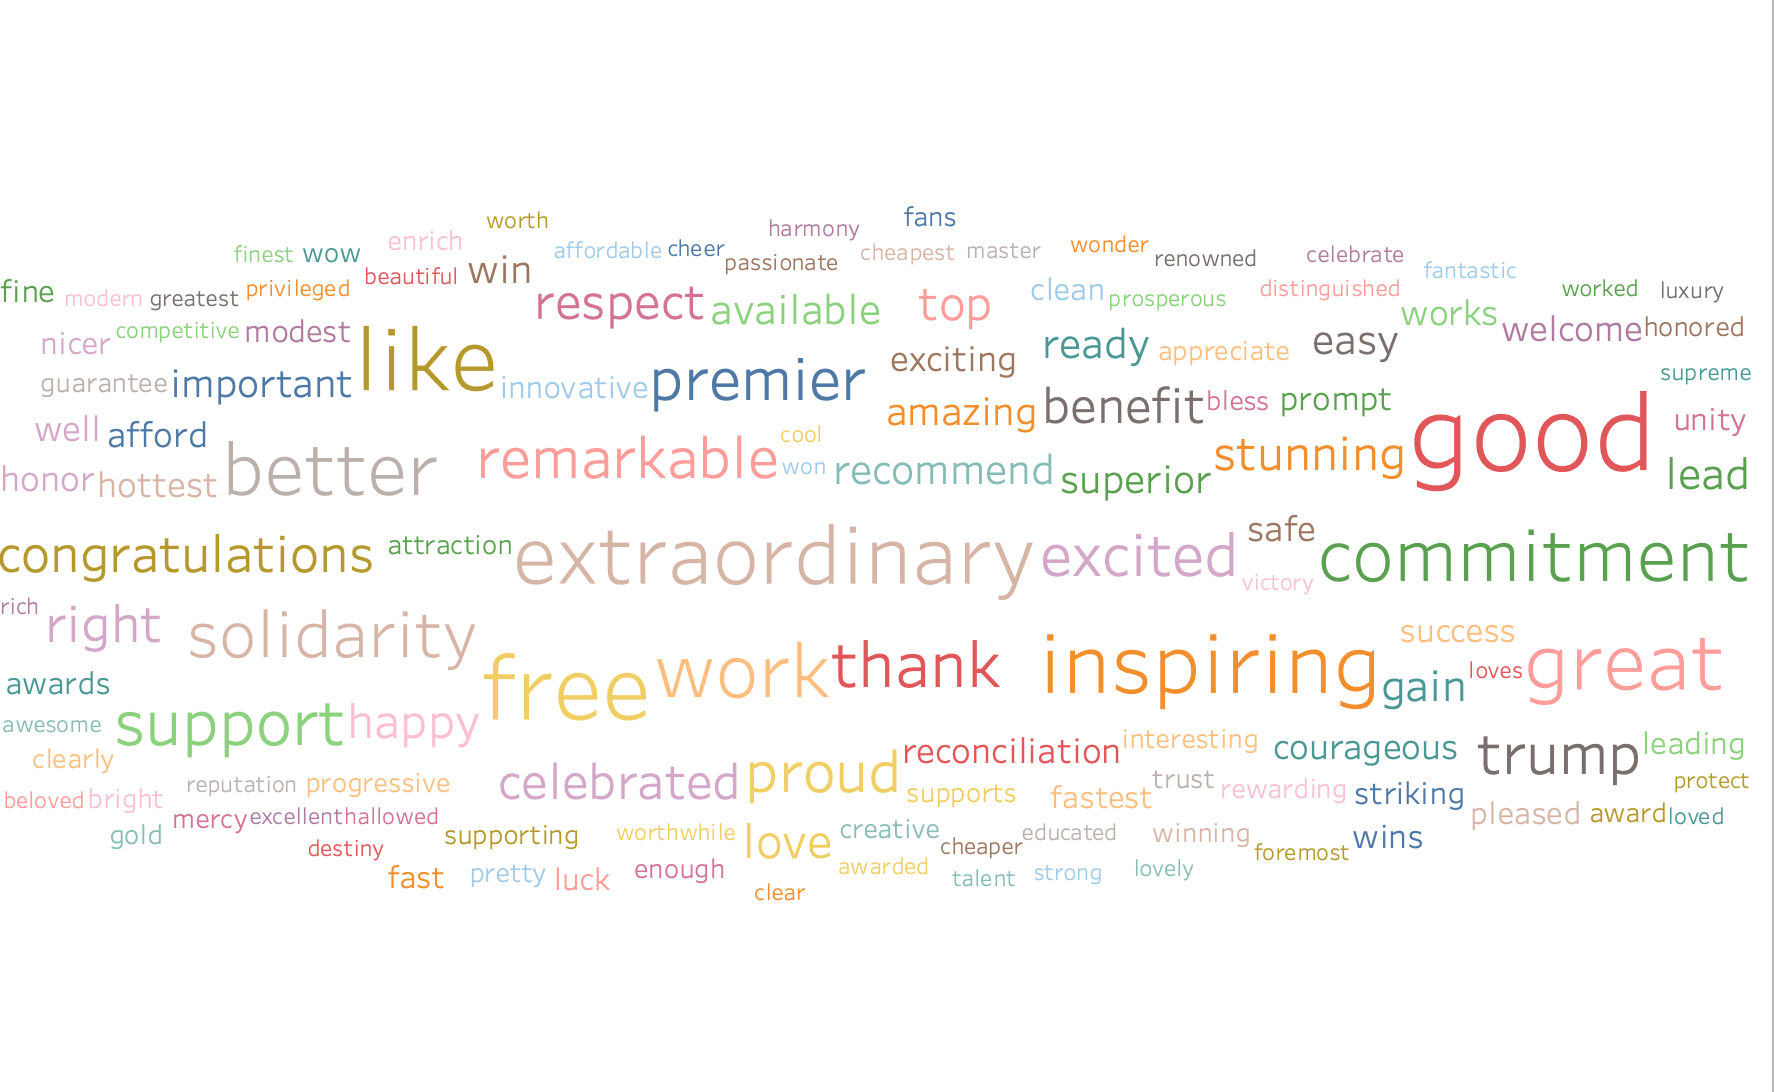 worth harmony fans
finest wow enrich affordable cheer passionate cheapest master wonder renowned celebrate fantastic
fine modern greatest privileged beautiful win respect available top clean prosperous distinguished works worked luxury
nicer competitive modest like exciting ready appreciate easy welcome honored
guarantee important innovative premier amazing benefit bless prompt good supreme unity
well afford better remarkable cool won recommend superior stunning lead
honor hottest
congratulations attraction extraordinary excited safe victory commitment
rich right solidarity free work thank inspiring success loves great
awards gain
awesome support happy
clearly celebrated proud reconciliation interesting courageous trump leading
beloved bright reputation progressive supports fastest trust rewarding striking protect
gold mercy excellent hallowed supporting worthwhile love creative cheaper educated winning foremost wins pleased award loved
destiny
fast pretty luck enough clear awarded talent strong lovely